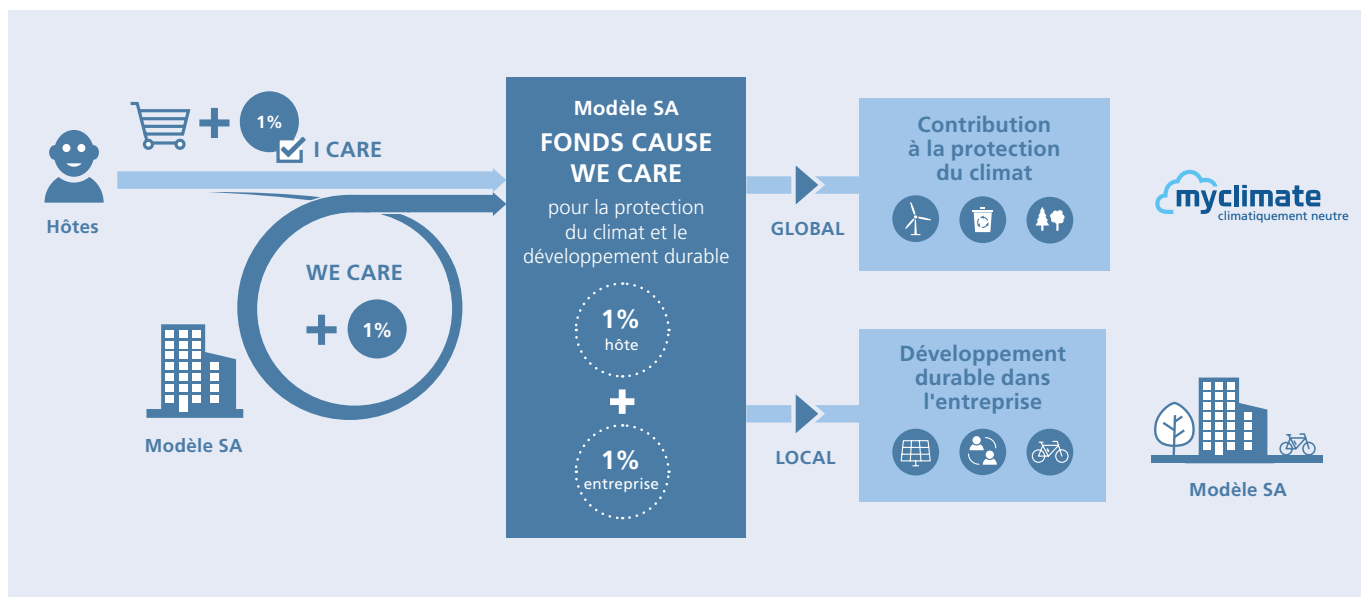 1%
I CARE
Hôtes
WE CARE
1%
Modèle SA
Modèle SA
FONDS CAUSE
WE CARE
pour la protection
du climat et le
développement durable
1%
hôte
+
1%
entreprise
GLOBAL
Contribution
à la protection
du climat
myclimate
climatiquement neutre
LOCAL
Développement
durable dans
l'entreprise
Modèle SA